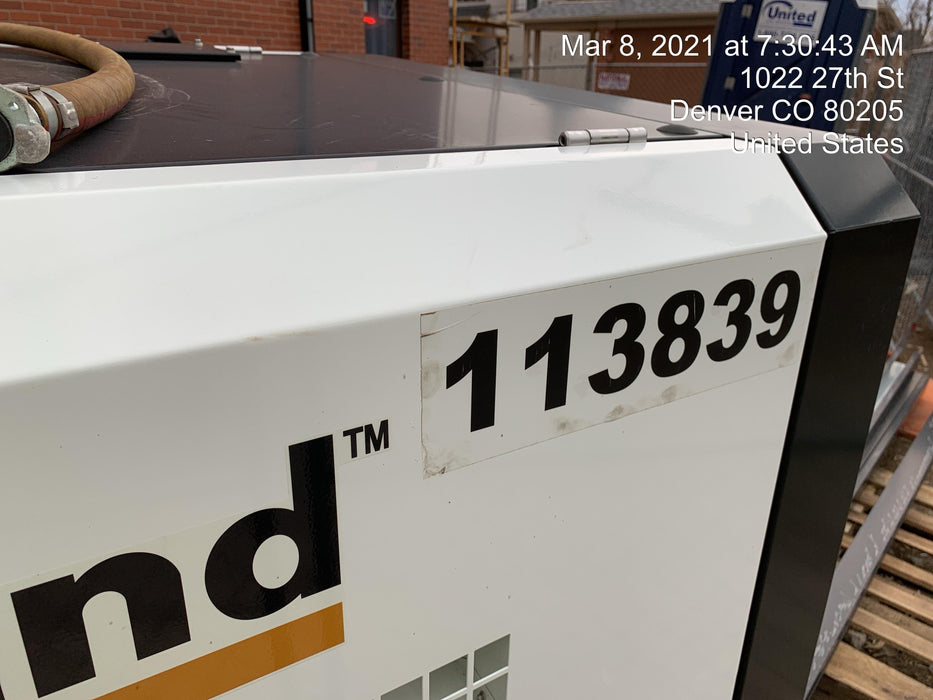 United
Mar 8, 2021 at 7:30:43 AM
1022 27th St
Denver CO 80205
United States
113839
nd™